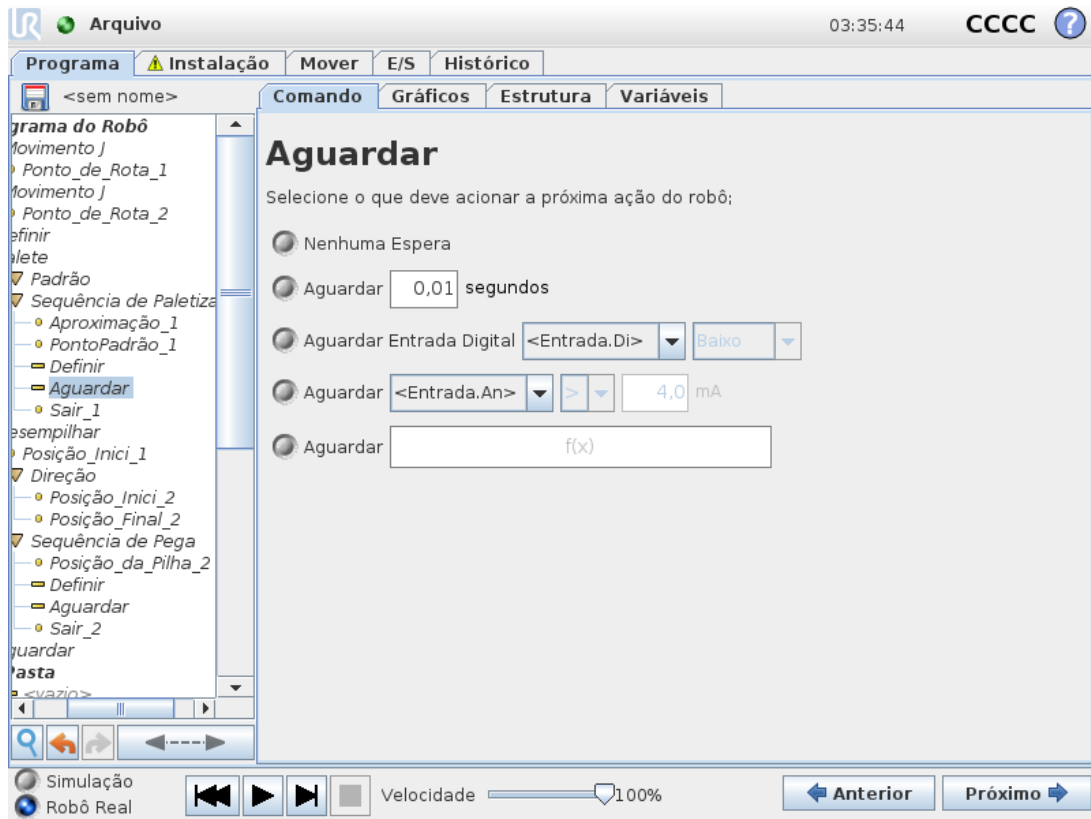 UR Arquivo 03:35:44 CCCC ?
Programa Instalação Mover E/S Histórico
<sem nome>
Comando Gráficos Estrutura Variáveis
grama do Robô
Movimento J
Ponto_de_Rota_1
Movimento J
Ponto_de_Rota_2
efinir
alete
Padrão
Sequência de Paletiza
Aproximação_1
PontoPadrão_1
Definir
Aguardar
Sair_1
esempilhar
Posição_Inici_1
Direção
Posição_Inici_2
Posição_Final_2
Sequência de Pega
Posição_da_Pilha_2
Definir
Aguardar
Sair_2
guardar
Pasta
<vazio>
Aguardar
Selecione o que deve acionar a próxima ação do robô;
Nenhuma Espera
Aguardar 0,01 segundos
Aguardar Entrada Digital <Entrada.Di> Baixo
Aguardar <Entrada.An> > 4,0 mA
Aguardar f(x)
Simulação
Robô Real
Velocidade 100%
Anterior Próximo